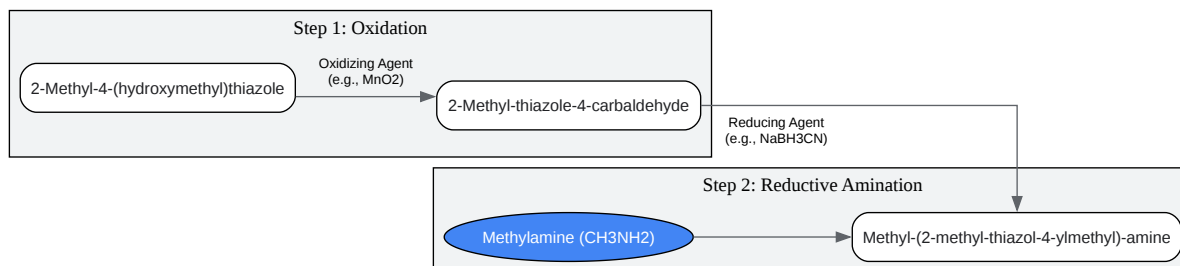 Step 1: Oxidation
2-Methyl-4-(hydroxymethyl)thiazole
Oxidizing Agent
(e.g., MnO2)
2-Methyl-thiazole-4-carbaldehyde
Reducing Agent
(e.g., NaBH3CN)
Step 2: Reductive Amination
Methylamine (CH3NH2)
Methyl-(2-methyl-thiazol-4-ylmethyl)-amine